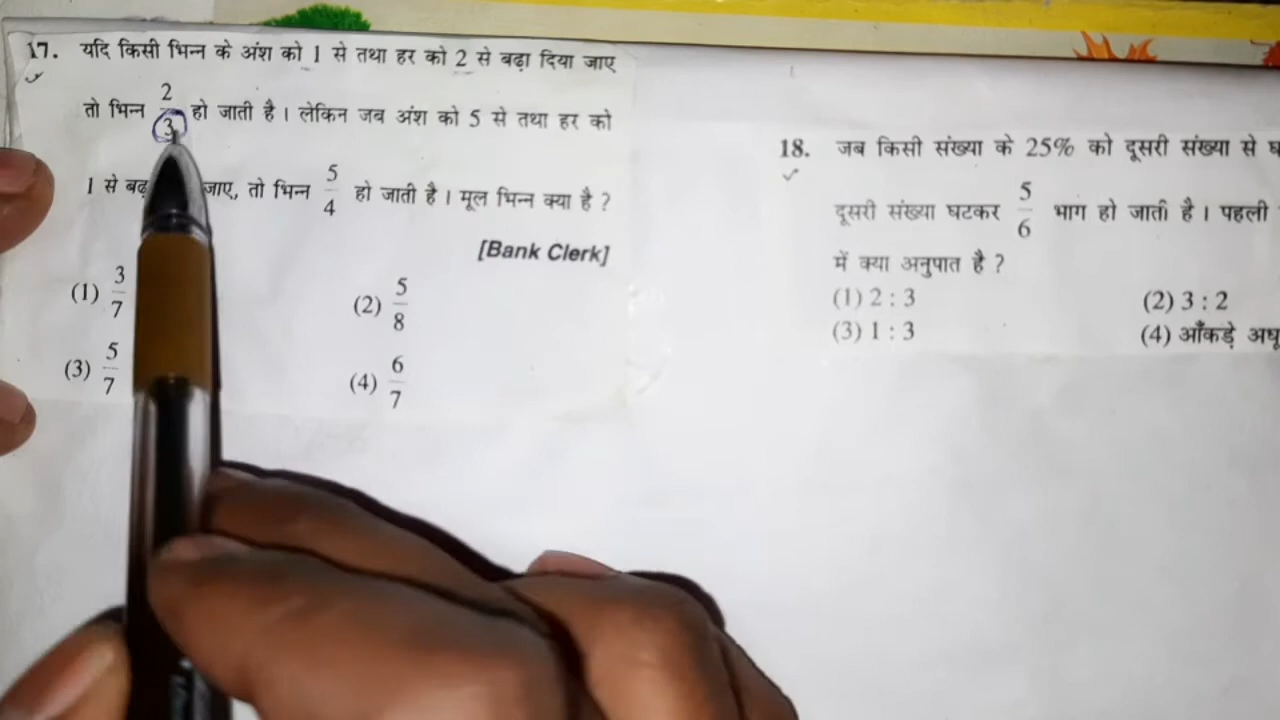 17. यदि किसी भिन्न के अंश को 1 से तथा हर को 2 से बढ़ा दिया जाए
तो भिन्न 2/3 हो जाती है । लेकिन जब अंश को 5 से तथा हर को
1 से जाए, तो भिन्न 5/4 हो जाती है । मूल भिन्न क्या है ?
[Bank Clerk]
(1) 3/7 (2) 5/8
(3) 5/7 (4) 6/7
18. जब किसी संख्या के 25% को दूसरी संख्या से
दूसरी संख्या घटकर 5/6 भाग हो जाती है । पहली
में क्या अनुपात है ?
(1) 2 : 3 (2) 3 : 2
(3) 1 : 3 (4) आँकड़े